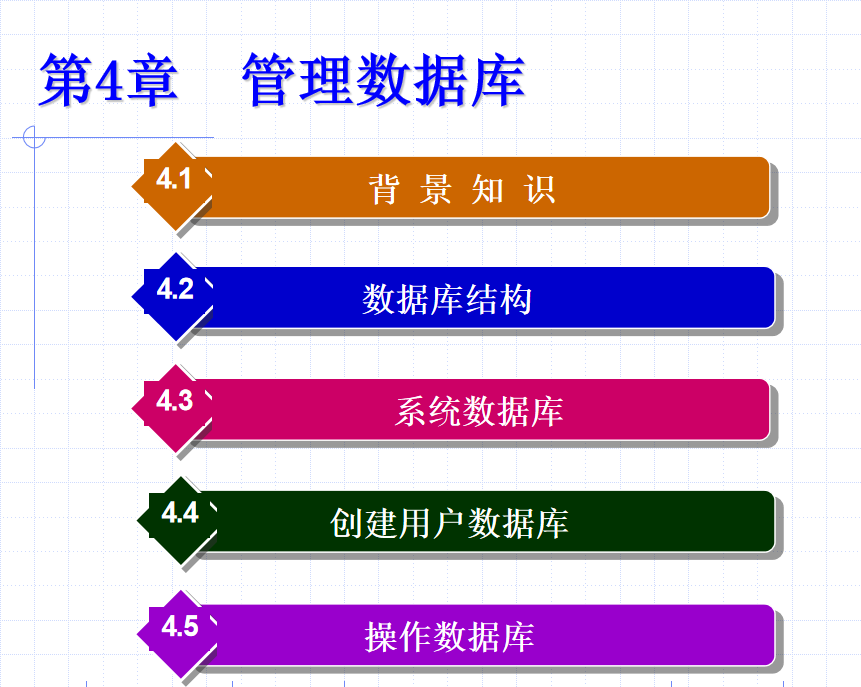 第4章 管理数据库
4.1 背景知识
4.2 数据库结构
4.3 系统数据库
4.4 创建用户数据库
4.5 操作数据库